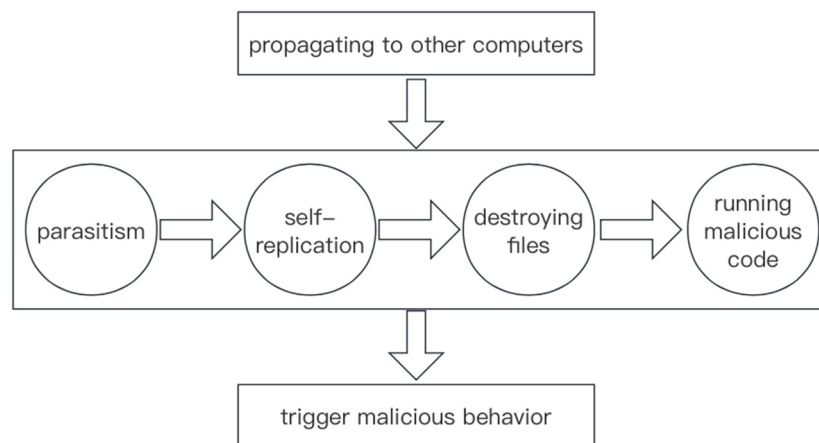 propagating to other computers
parasitism
self-
replication
destroying
files
running
malicious
code
trigger malicious behavior